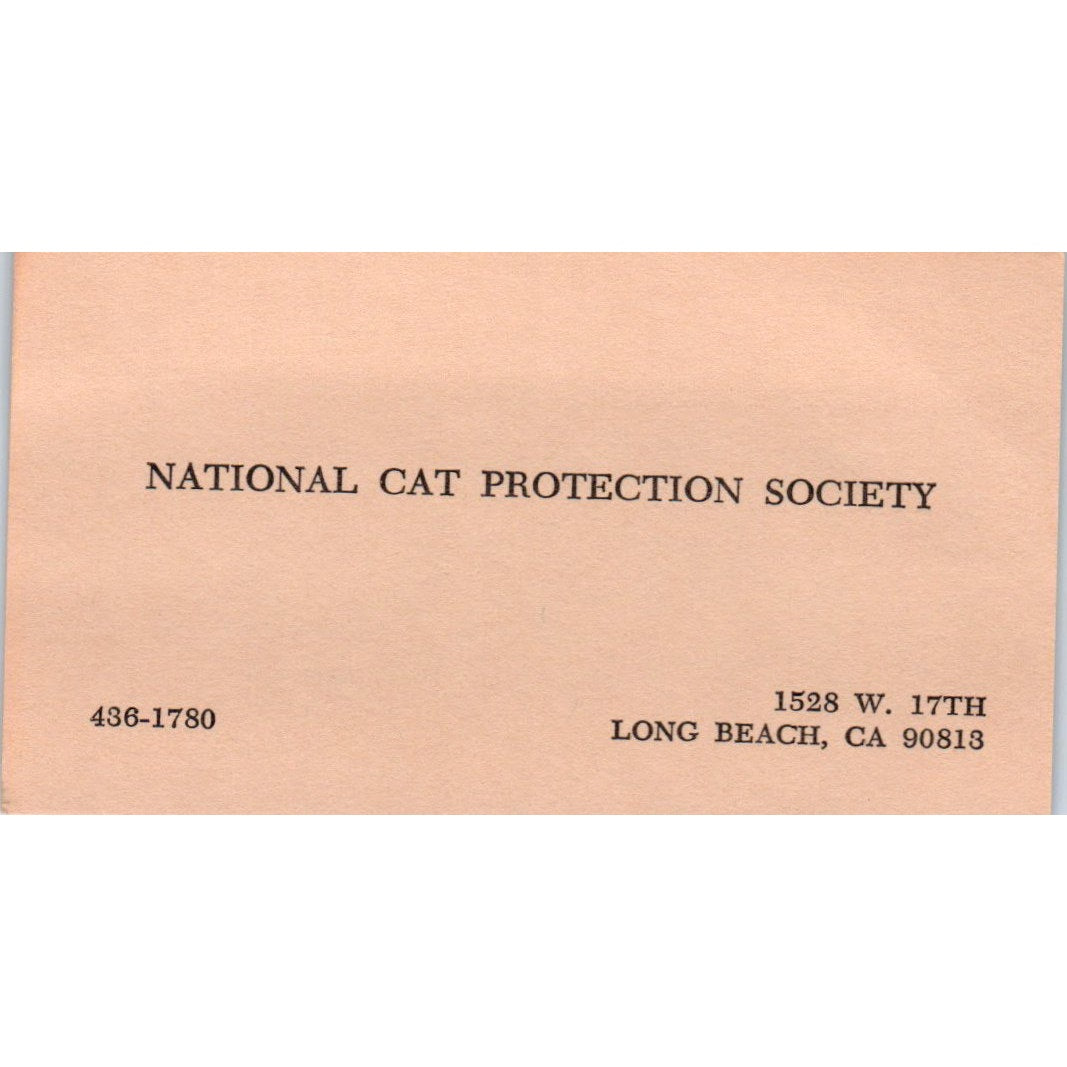 NATIONAL CAT PROTECTION SOCIETY
436-1780
1528 W. 17TH
LONG BEACH, CA 90813